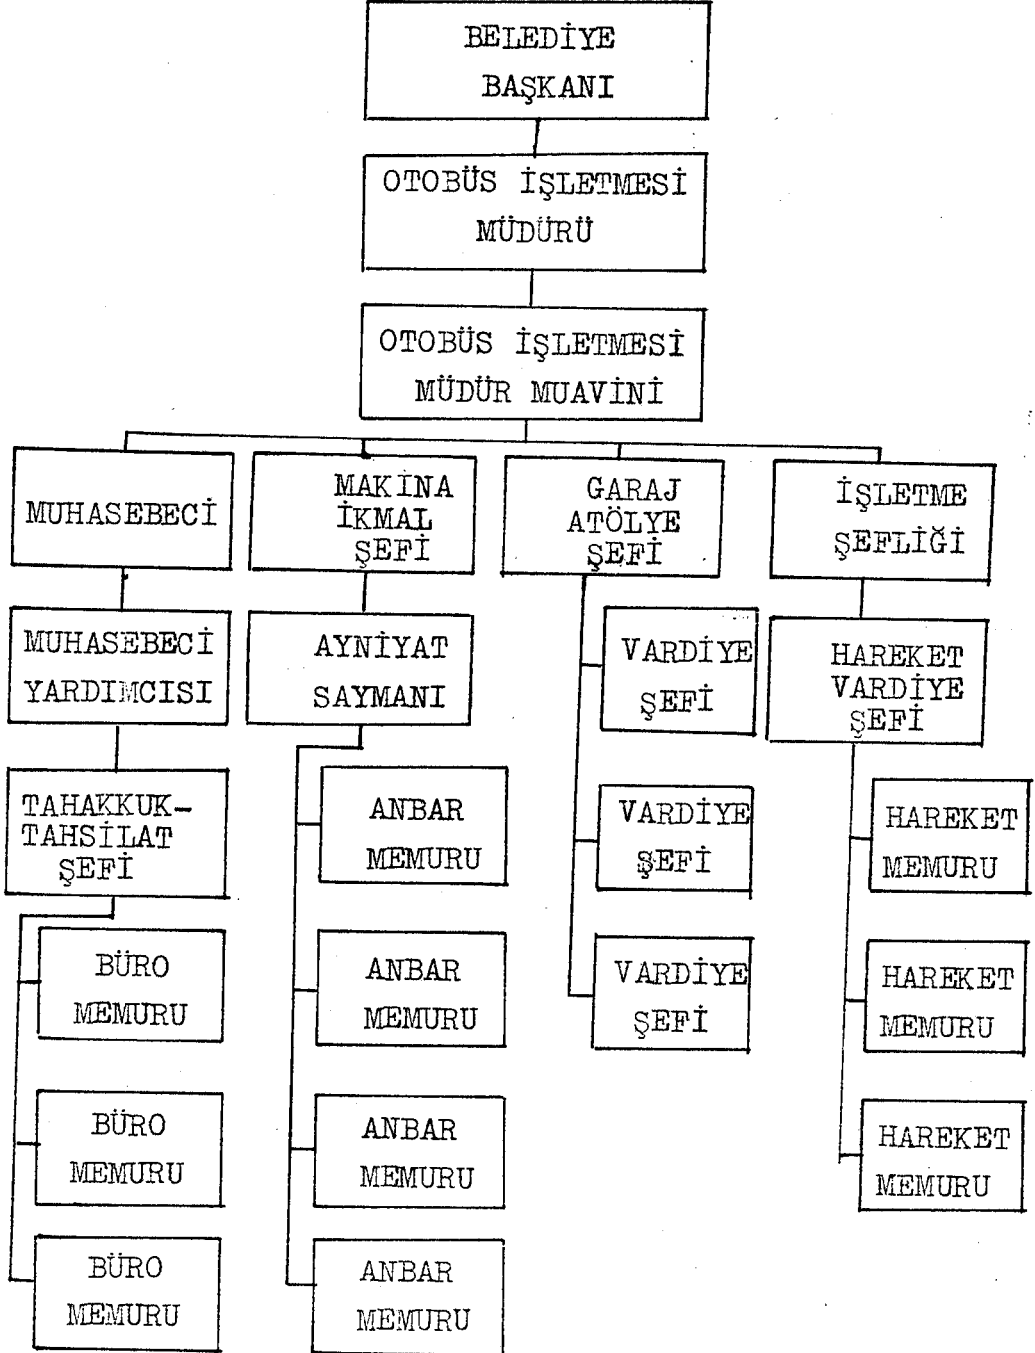 BELEDİYE
BAŞKANI
OTOBÜS İŞLETMESİ
MÜDÜRÜ
OTOBÜS İŞLETMESİ
MÜDÜR MUAVİNİ
MUHASEBECİ
MAKİNA
İKMAL
ŞEFİ
GARAJ
ATÖLYE
ŞEFİ
İŞLETME
ŞEFLİĞİ
MUHASEBECİ
YARDIMCISI
AYNİYAT
SAYMANI
VARDİYE
ŞEFİ
HAREKET
VARDİYE
ŞEFİ
TAHAKKUK-
TAHSİLAT
ŞEFİ
ANBAR
MEMURU
VARDİYE
ŞEFİ
HAREKET
MEMURU
BÜRO
MEMURU
ANBAR
MEMURU
VARDİYE
ŞEFİ
HAREKET
MEMURU
BÜRO
MEMURU
ANBAR
MEMURU
HAREKET
MEMURU
BÜRO
MEMURU
ANBAR
MEMURU